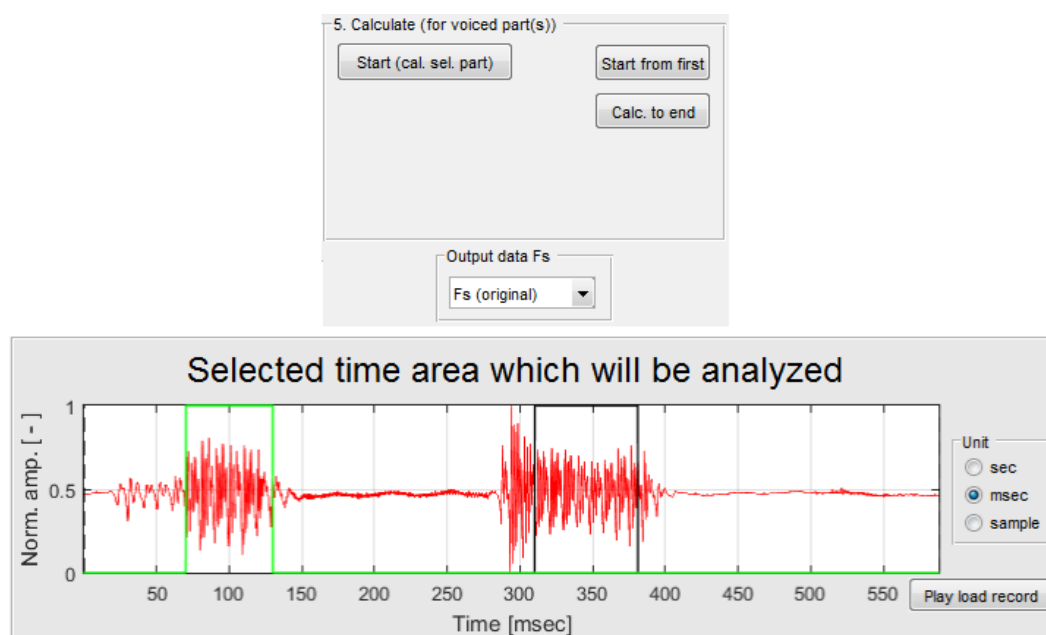 5. Calculate (for voiced part(s))
Start (cal. sel. part)
Start from first
Calc. to end
Output data Fs
Fs (original)
Selected time area which will be analyzed
Norm. amp. [ - ]
1
0.5
0
50 100 150 200 250 300 350 400 450 500 550
Time [msec]
Unit
sec
msec
sample
Play load record